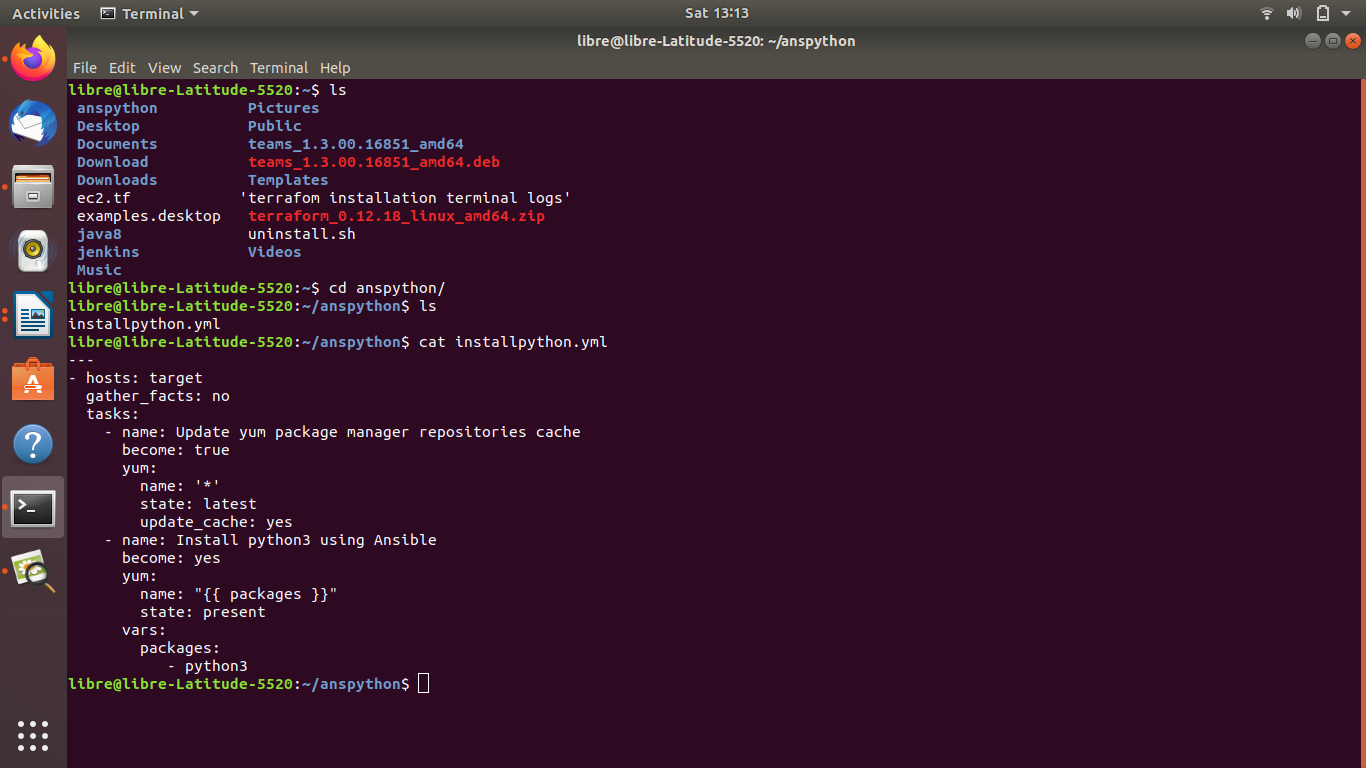 Activities Terminal Sat 13:13
libre@libre-Latitude-5520: ~/anspython
File Edit View Search Terminal Help
libre@libre-Latitude-5520:~$ ls
anspython Pictures
Desktop Public
Documents teams_1.3.00.16851_amd64
Download teams_1.3.00.16851_amd64.deb
Downloads Templates
ec2.tf 'terrafom installation terminal logs'
examples.desktop terraform_0.12.18_linux_amd64.zip
java8 uninstall.sh
jenkins Videos
Music
libre@libre-Latitude-5520:~$ cd anspython/
libre@libre-Latitude-5520:~/anspython$ ls
installpython.yml
libre@libre-Latitude-5520:~/anspython$ cat installpython.yml
---
- hosts: target
  gather_facts: no
  tasks:
    - name: Update yum package manager repositories cache
      become: true
      yum:
        name: '*'
        state: latest
        update_cache: yes
    - name: Install python3 using Ansible
      become: yes
      yum:
        name: "{{ packages }}"
        state: present
      vars:
        packages:
           - python3
libre@libre-Latitude-5520:~/anspython$